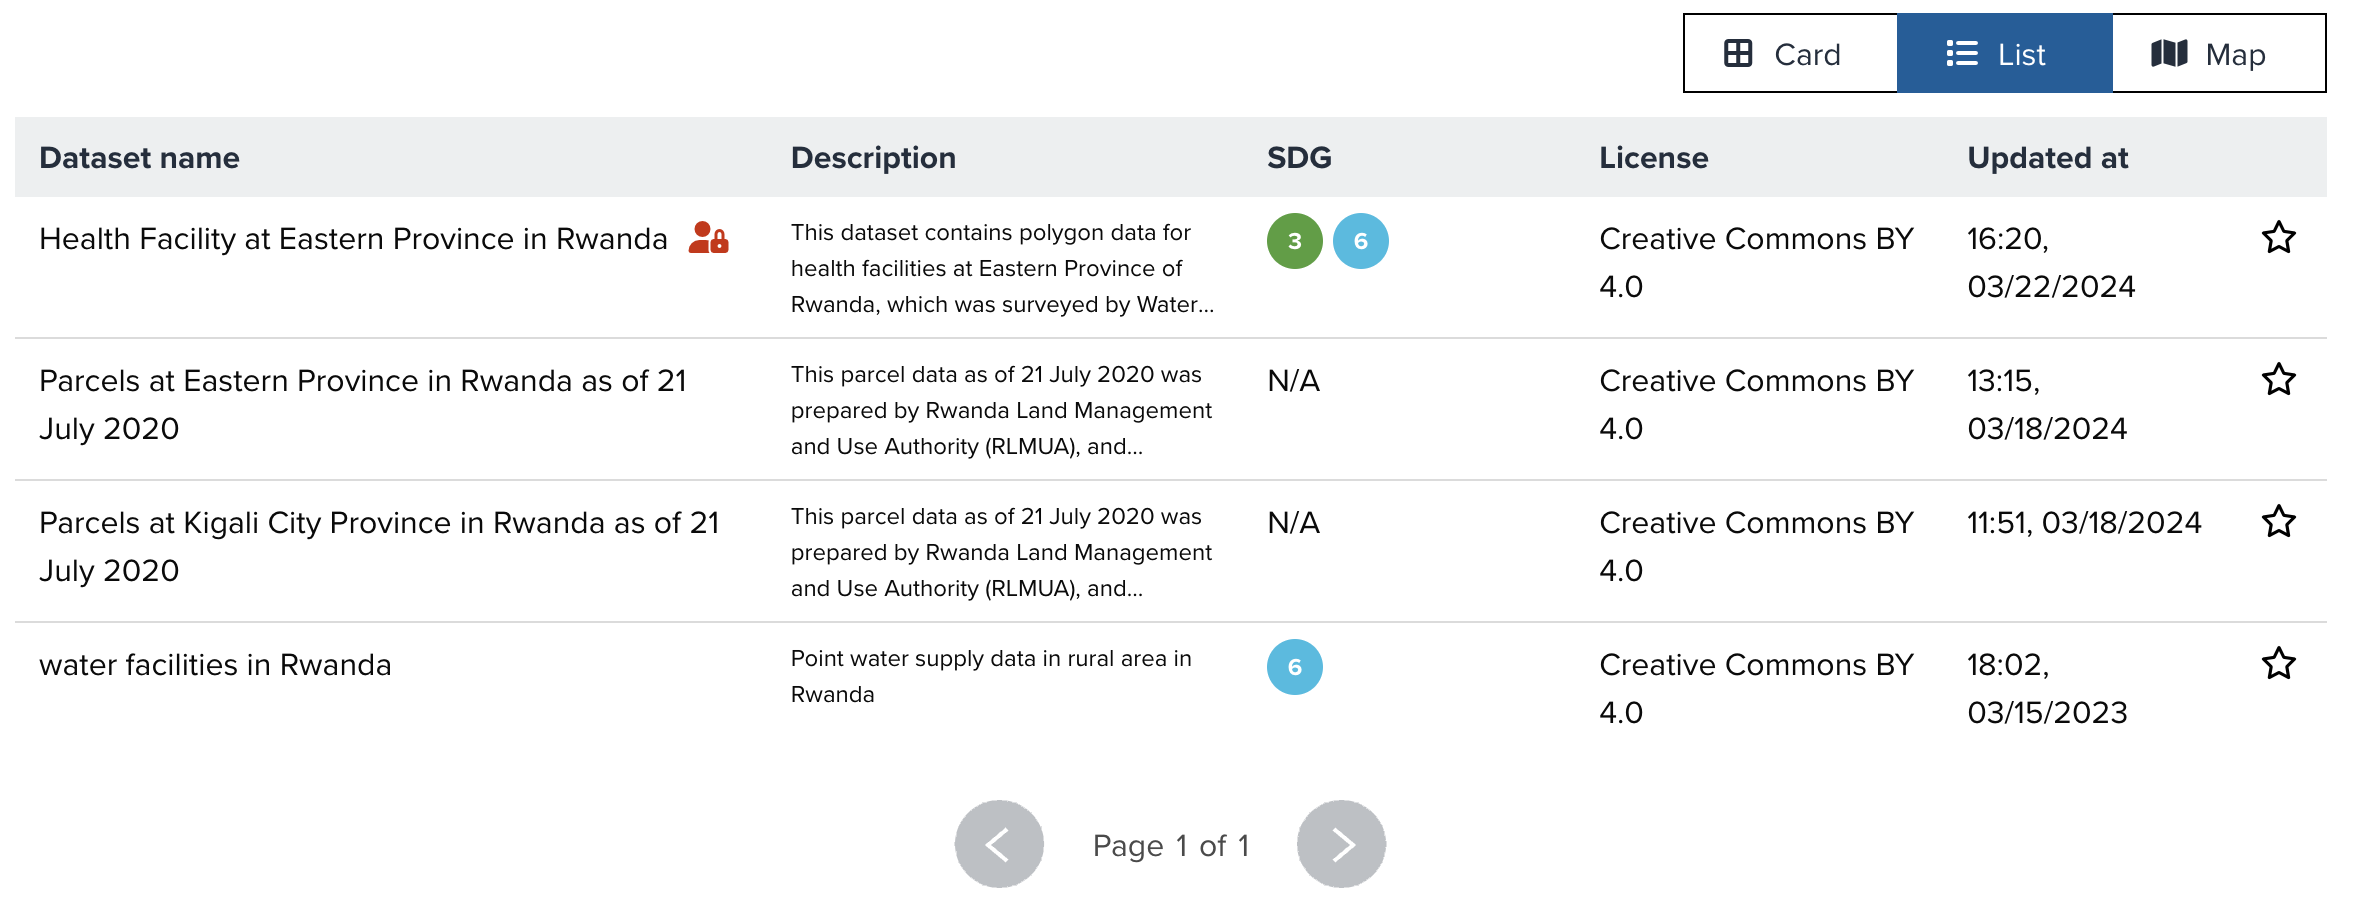 Card List Map
Dataset name Description SDG License Updated at
Health Facility at Eastern Province in Rwanda
This dataset contains polygon data for
health facilities at Eastern Province of
Rwanda, which was surveyed by Water...
3 6
Creative Commons BY
4.0
16:20,
03/22/2024
Parcels at Eastern Province in Rwanda as of 21
July 2020
This parcel data as of 21 July 2020 was
prepared by Rwanda Land Management
and Use Authority (RLMUA), and...
N/A
Creative Commons BY
4.0
13:15,
03/18/2024
Parcels at Kigali City Province in Rwanda as of 21
July 2020
This parcel data as of 21 July 2020 was
prepared by Rwanda Land Management
and Use Authority (RLMUA), and...
N/A
Creative Commons BY
4.0
11:51, 03/18/2024
water facilities in Rwanda
Point water supply data in rural area in
Rwanda
6
Creative Commons BY
4.0
18:02,
03/15/2023
Page 1 of 1